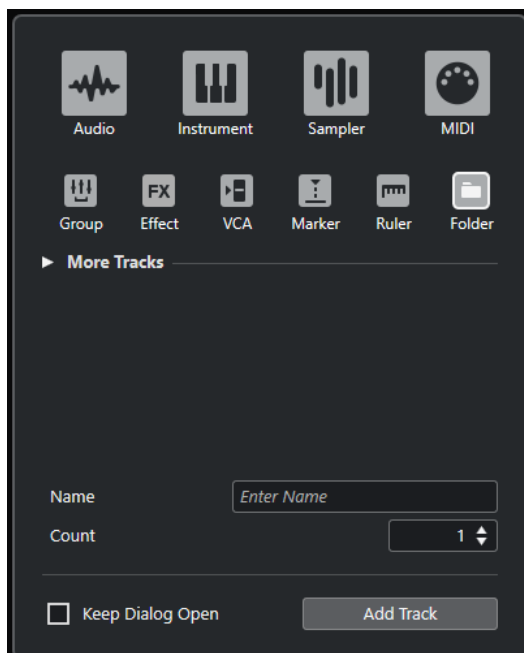 Audio Instrument Sampler MIDI
FX
Group Effect VCA Marker Ruler Folder
More Tracks
Name Enter Name
Count 1
Keep Dialog Open Add Track